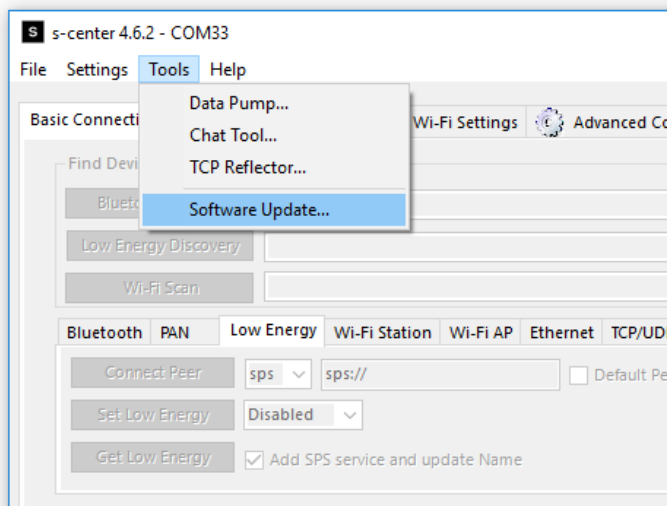 S s-center 4.6.2 - COM33
File Settings Tools Help
Data Pump...
Chat Tool...
TCP Reflector...
Software Update...
Basic Connecti
Wi-Fi Settings
Advanced Co
Find Devi
Blueto
Low Energy Discovery
Wi-Fi Scan
Bluetooth PAN Low Energy Wi-Fi Station Wi-Fi AP Ethernet TCP/UD
Connect Peer sps sps:// Default Pe
Set Low Energy Disabled
Get Low Energy Add SPS service and update Name